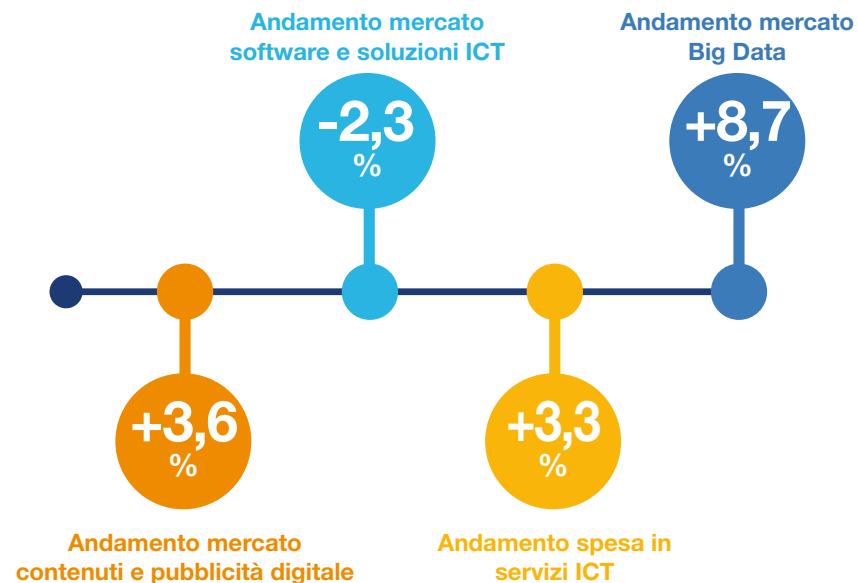 Andamento mercato
software e soluzioni ICT
-2,3
%
Andamento mercato
Big Data
+8,7
%
+3,6
%
Andamento mercato
contenuti e pubblicità digitale
+3,3
%
Andamento spesa in
servizi ICT